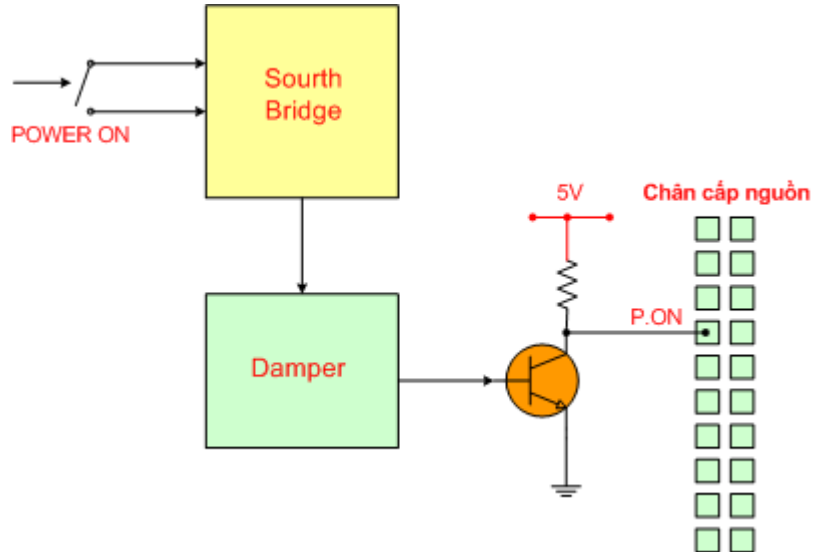 Sourth
Bridge
POWER ON
5V
Chân cấp nguồn
P.ON
Damper